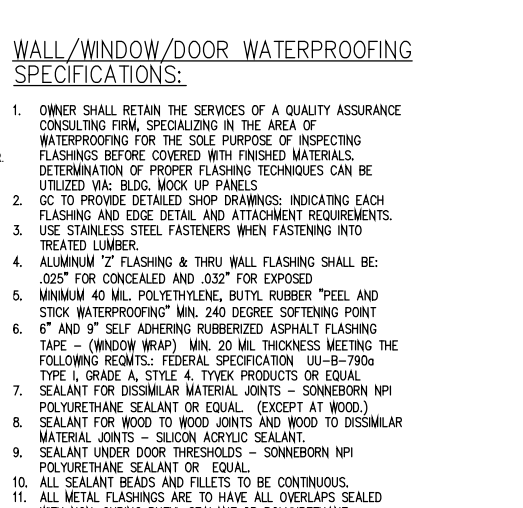 WALL/WINDOW/DOOR WATERPROOFING
SPECIFICATIONS:
1. OWNER SHALL RETAIN THE SERVICES OF A QUALITY ASSURANCE
CONSULTING FIRM, SPECIALIZING IN THE AREA OF
WATERPROOFING FOR THE SOLE PURPOSE OF INSPECTING
FLASHINGS BEFORE COVERED WITH FINISHED MATERIALS.
DETERMINATION OF PROPER FLASHING TECHNIQUES CAN BE
UTILIZED VIA: BLDG. MOCK UP PANELS
2. GC TO PROVIDE DETAILED SHOP DRAWINGS: INDICATING EACH
FLASHING AND EDGE DETAIL AND ATTACHMENT REQUIREMENTS.
3. USE STAINLESS STEEL FASTENERS WHEN FASTENING INTO
TREATED LUMBER.
4. ALUMINUM 'Z' FLASHING & THRU WALL FLASHING SHALL BE:
.025" FOR CONCEALED AND .032" FOR EXPOSED
5. MINIMUM 40 MIL. POLYETHYLENE, BUTYL RUBBER "PEEL AND
STICK WATERPROOFING" MIN. 240 DEGREE SOFTENING POINT
6. 6" AND 9" SELF ADHERING RUBBERIZED ASPHALT FLASHING
TAPE - (WINDOW WRAP) MIN. 20 MIL THICKNESS MEETING THE
FOLLOWING REQMTS.: FEDERAL SPECIFICATION UU-B-790a
TYPE I, GRADE A, STYLE 4. TYVEK PRODUCTS OR EQUAL
7. SEALANT FOR DISSIMILAR MATERIAL JOINTS - SONNEBORN NPI
POLYURETHANE SEALANT OR EQUAL. (EXCEPT AT WOOD.)
8. SEALANT FOR WOOD TO WOOD JOINTS AND WOOD TO DISSIMILAR
MATERIAL JOINTS - SILICON ACRYLIC SEALANT.
9. SEALANT UNDER DOOR THRESHOLDS - SONNEBORN NPI
POLYURETHANE SEALANT OR EQUAL.
10. ALL SEALANT BEADS AND FILLETS TO BE CONTINUOUS.
11. ALL METAL FLASHINGS ARE TO HAVE ALL OVERLAPS SEALED